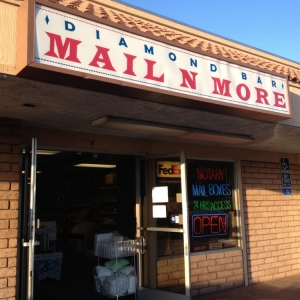 DIAMOND BAR
MAIL N MORE
FedEx
NOTARY
MAIL BOXES
24 HRS ACCESS
OPEN